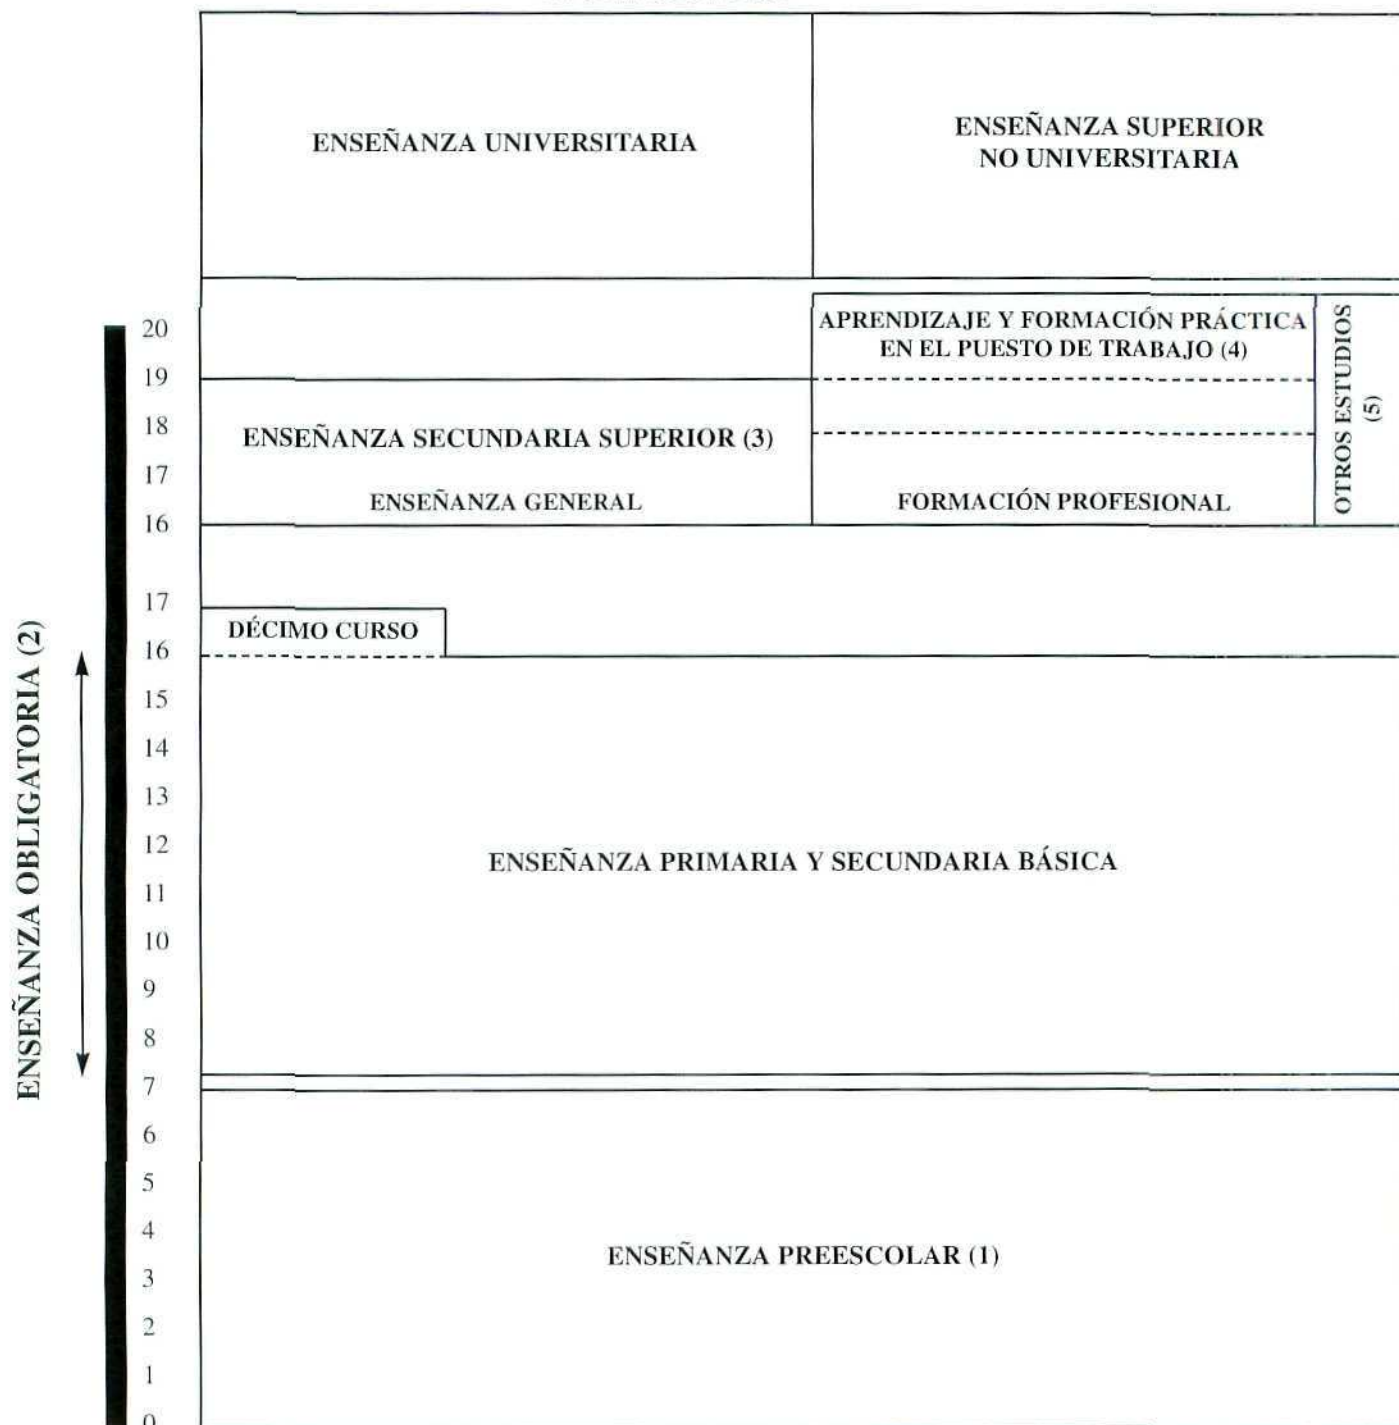 ENSEÑANZA UNIVERSITARIA
ENSEÑANZA SUPERIOR
NO UNIVERSITARIA
20
19
18
17
16
APRENDIZAJE Y FORMACIÓN PRÁCTICA
EN EL PUESTO DE TRABAJO (4)
OTROS ESTUDIOS
(5)
ENSEÑANZA SECUNDARIA SUPERIOR (3)
ENSEÑANZA GENERAL
FORMACIÓN PROFESIONAL
ENSEÑANZA OBLIGATORIA (2)
17
16
15
14
13
12
11
10
9
8
7
6
5
4
3
2
1
0
DÉCIMO CURSO
ENSEÑANZA PRIMARIA Y SECUNDARIA BÁSICA
ENSEÑANZA PREESCOLAR (1)